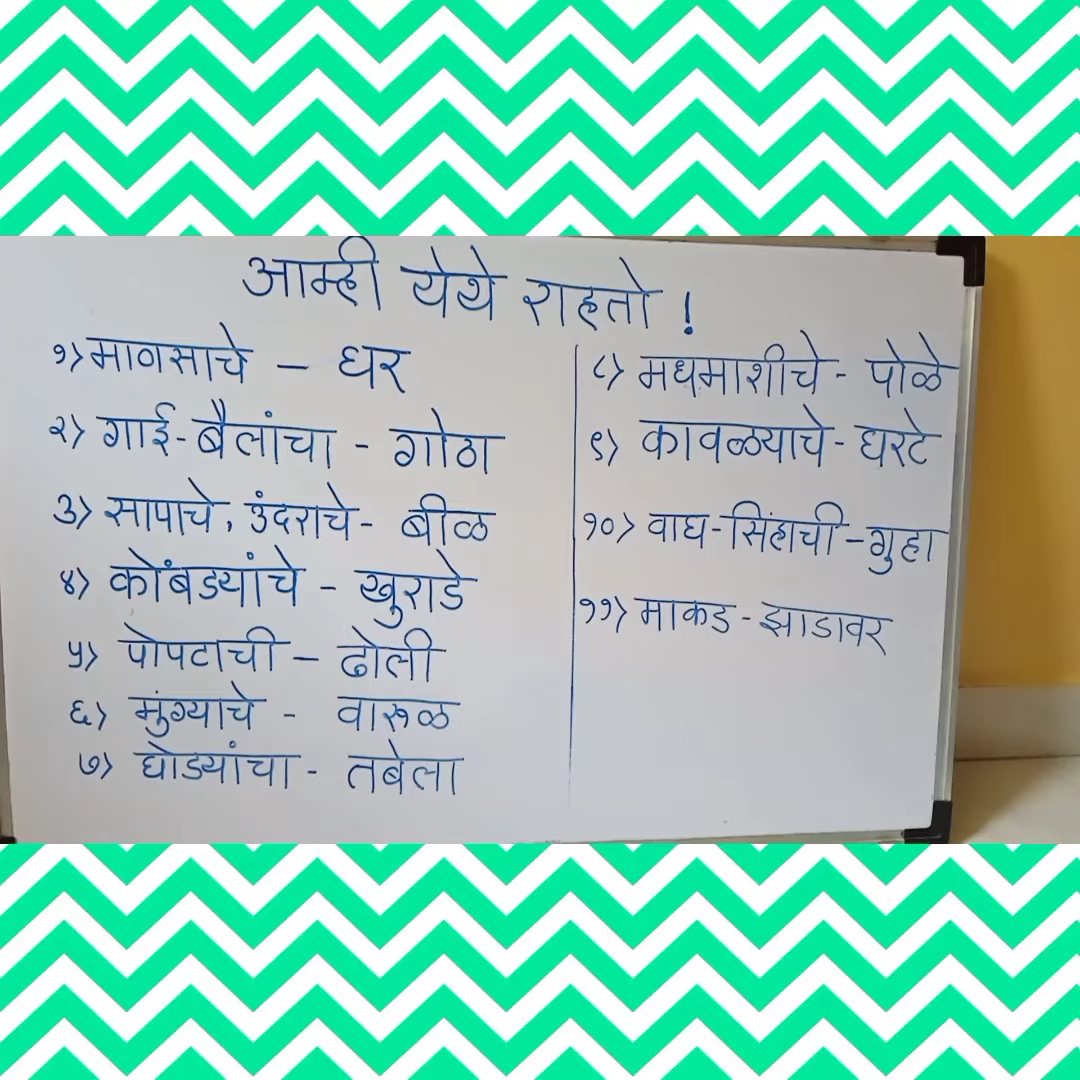 आम्ही येथे राहतो !
१) माणसाचे – घर
२) गाई-बैलांचा - गोठा
३) सापाचे, उंदराचे - बीळ
४) कोंबड्यांचे - खुराडे
५) पोपटाची – ढोली
६) मुंग्याचे - वारूळ
७) घोड्यांचा - तबेला
८) मधमाशीचे - पोळे
९) कावळ्याचे - घरटे
१०) वाघ-सिंहाची – गुहा
११) माकड - झाडावर